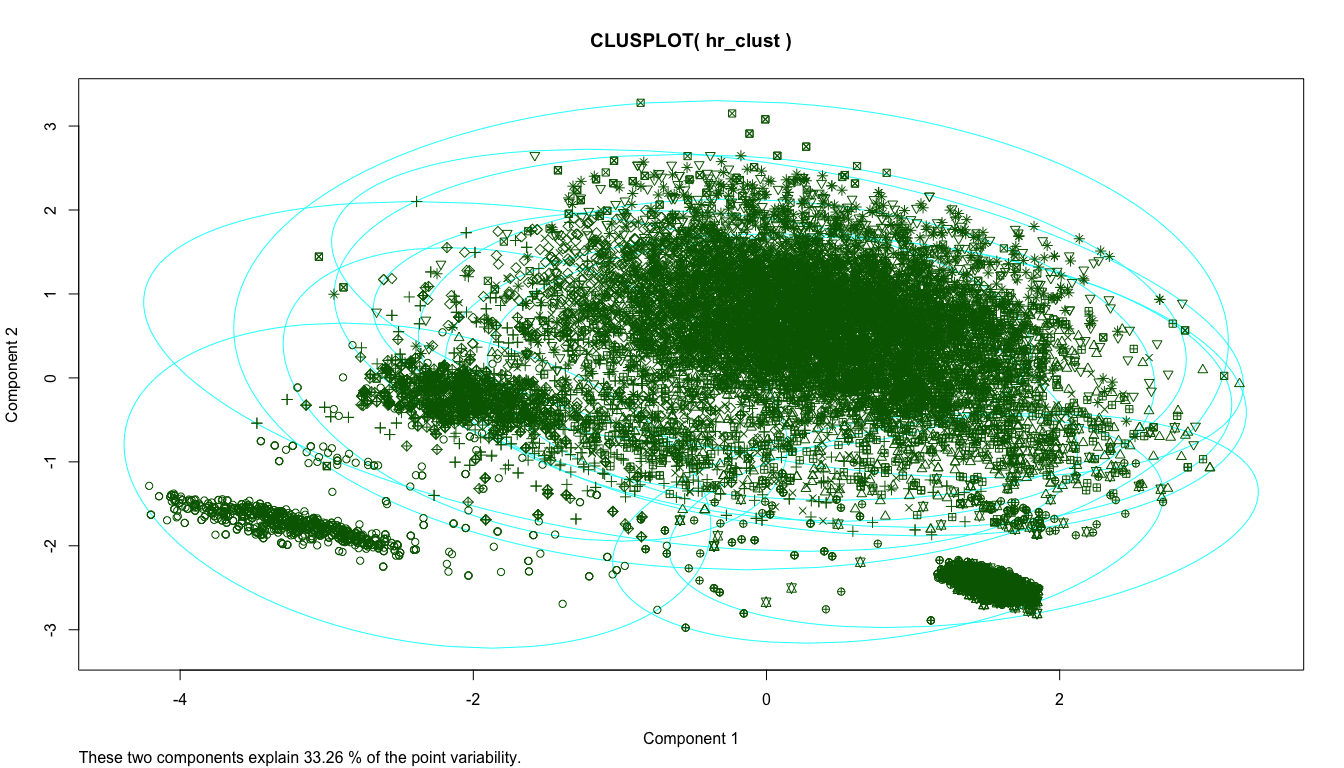 CLUSPLOT( hr_clust )
3
2
1
0
-1
-2
-3
Component 2
-4
-2
0
2
Component 1
These two components explain 33.26 % of the point variability.